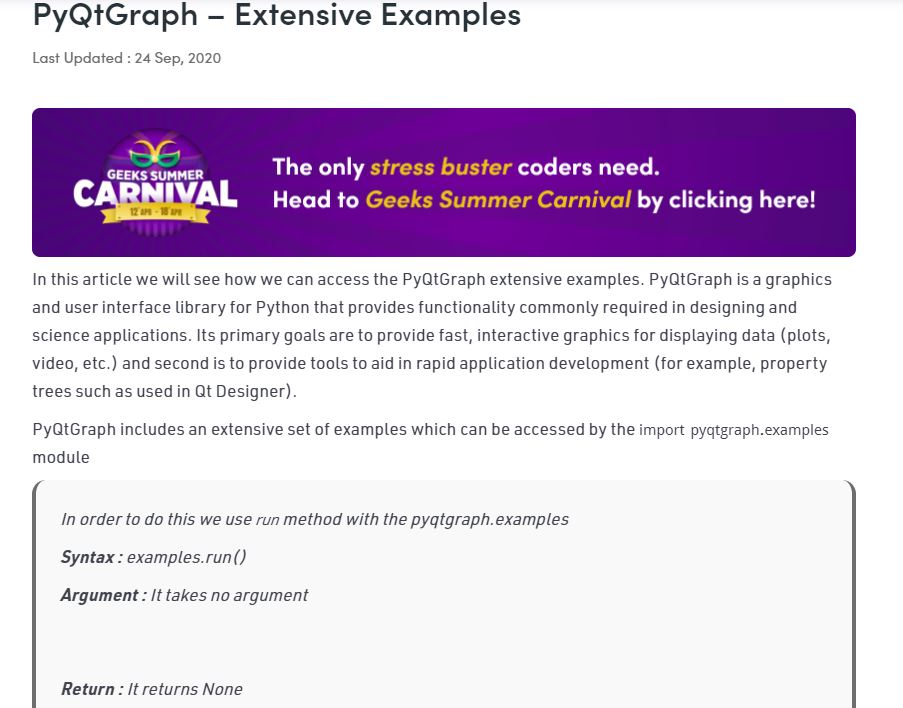 PyQtGraph – Extensive Examples
Last Updated : 24 Sep, 2020
GEEKS SUMMER
CARNIVAL
12 APR - 18 APR
The only stress buster coders need.
Head to Geeks Summer Carnival by clicking here!
In this article we will see how we can access the PyQtGraph extensive examples. PyQtGraph is a graphics
and user interface library for Python that provides functionality commonly required in designing and
science applications. Its primary goals are to provide fast, interactive graphics for displaying data (plots,
video, etc.) and second is to provide tools to aid in rapid application development (for example, property
trees such as used in Qt Designer).
PyQtGraph includes an extensive set of examples which can be accessed by the import pyqtgraph.examples
module
In order to do this we use run method with the pyqtgraph.examples
Syntax : examples.run()
Argument : It takes no argument
Return : It returns None